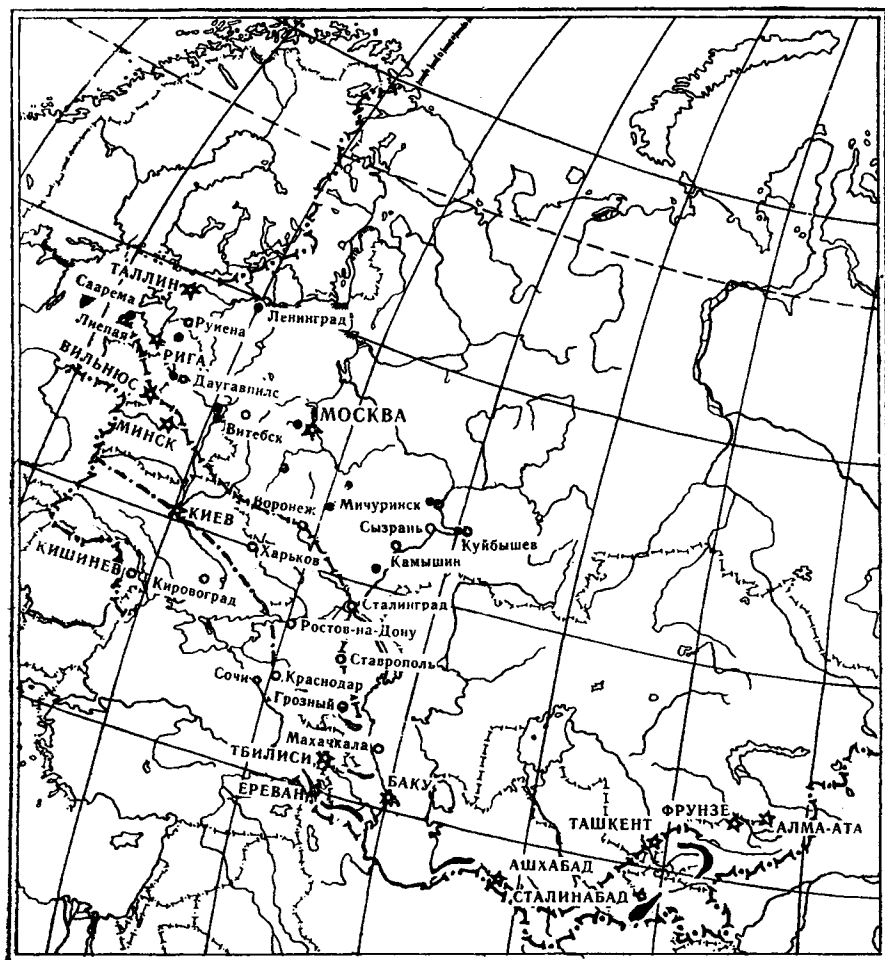 ТАЛЛИН
Саарема
Лиепая
Руиена
Ленинград
РИГА
ВИЛЬНЮС
Даугавпилс
МИНСК
Витебск
МОСКВА
Воронеж
Мичуринск
КИЕВ
Сызрань
Куйбышев
КИШИНЕВ
Харьков
Камышин
Кировоград
Сталинград
Ростов-на-Дону
Ставрополь
Сочи
Краснодар
Грозный
Махачкала
ТБИЛИСИ
ЕРЕВАН
БАКУ
ТАШКЕНТ
ФРУНЗЕ
АЛМА-АТА
АШХАБАД
СТАЛИНАБАД